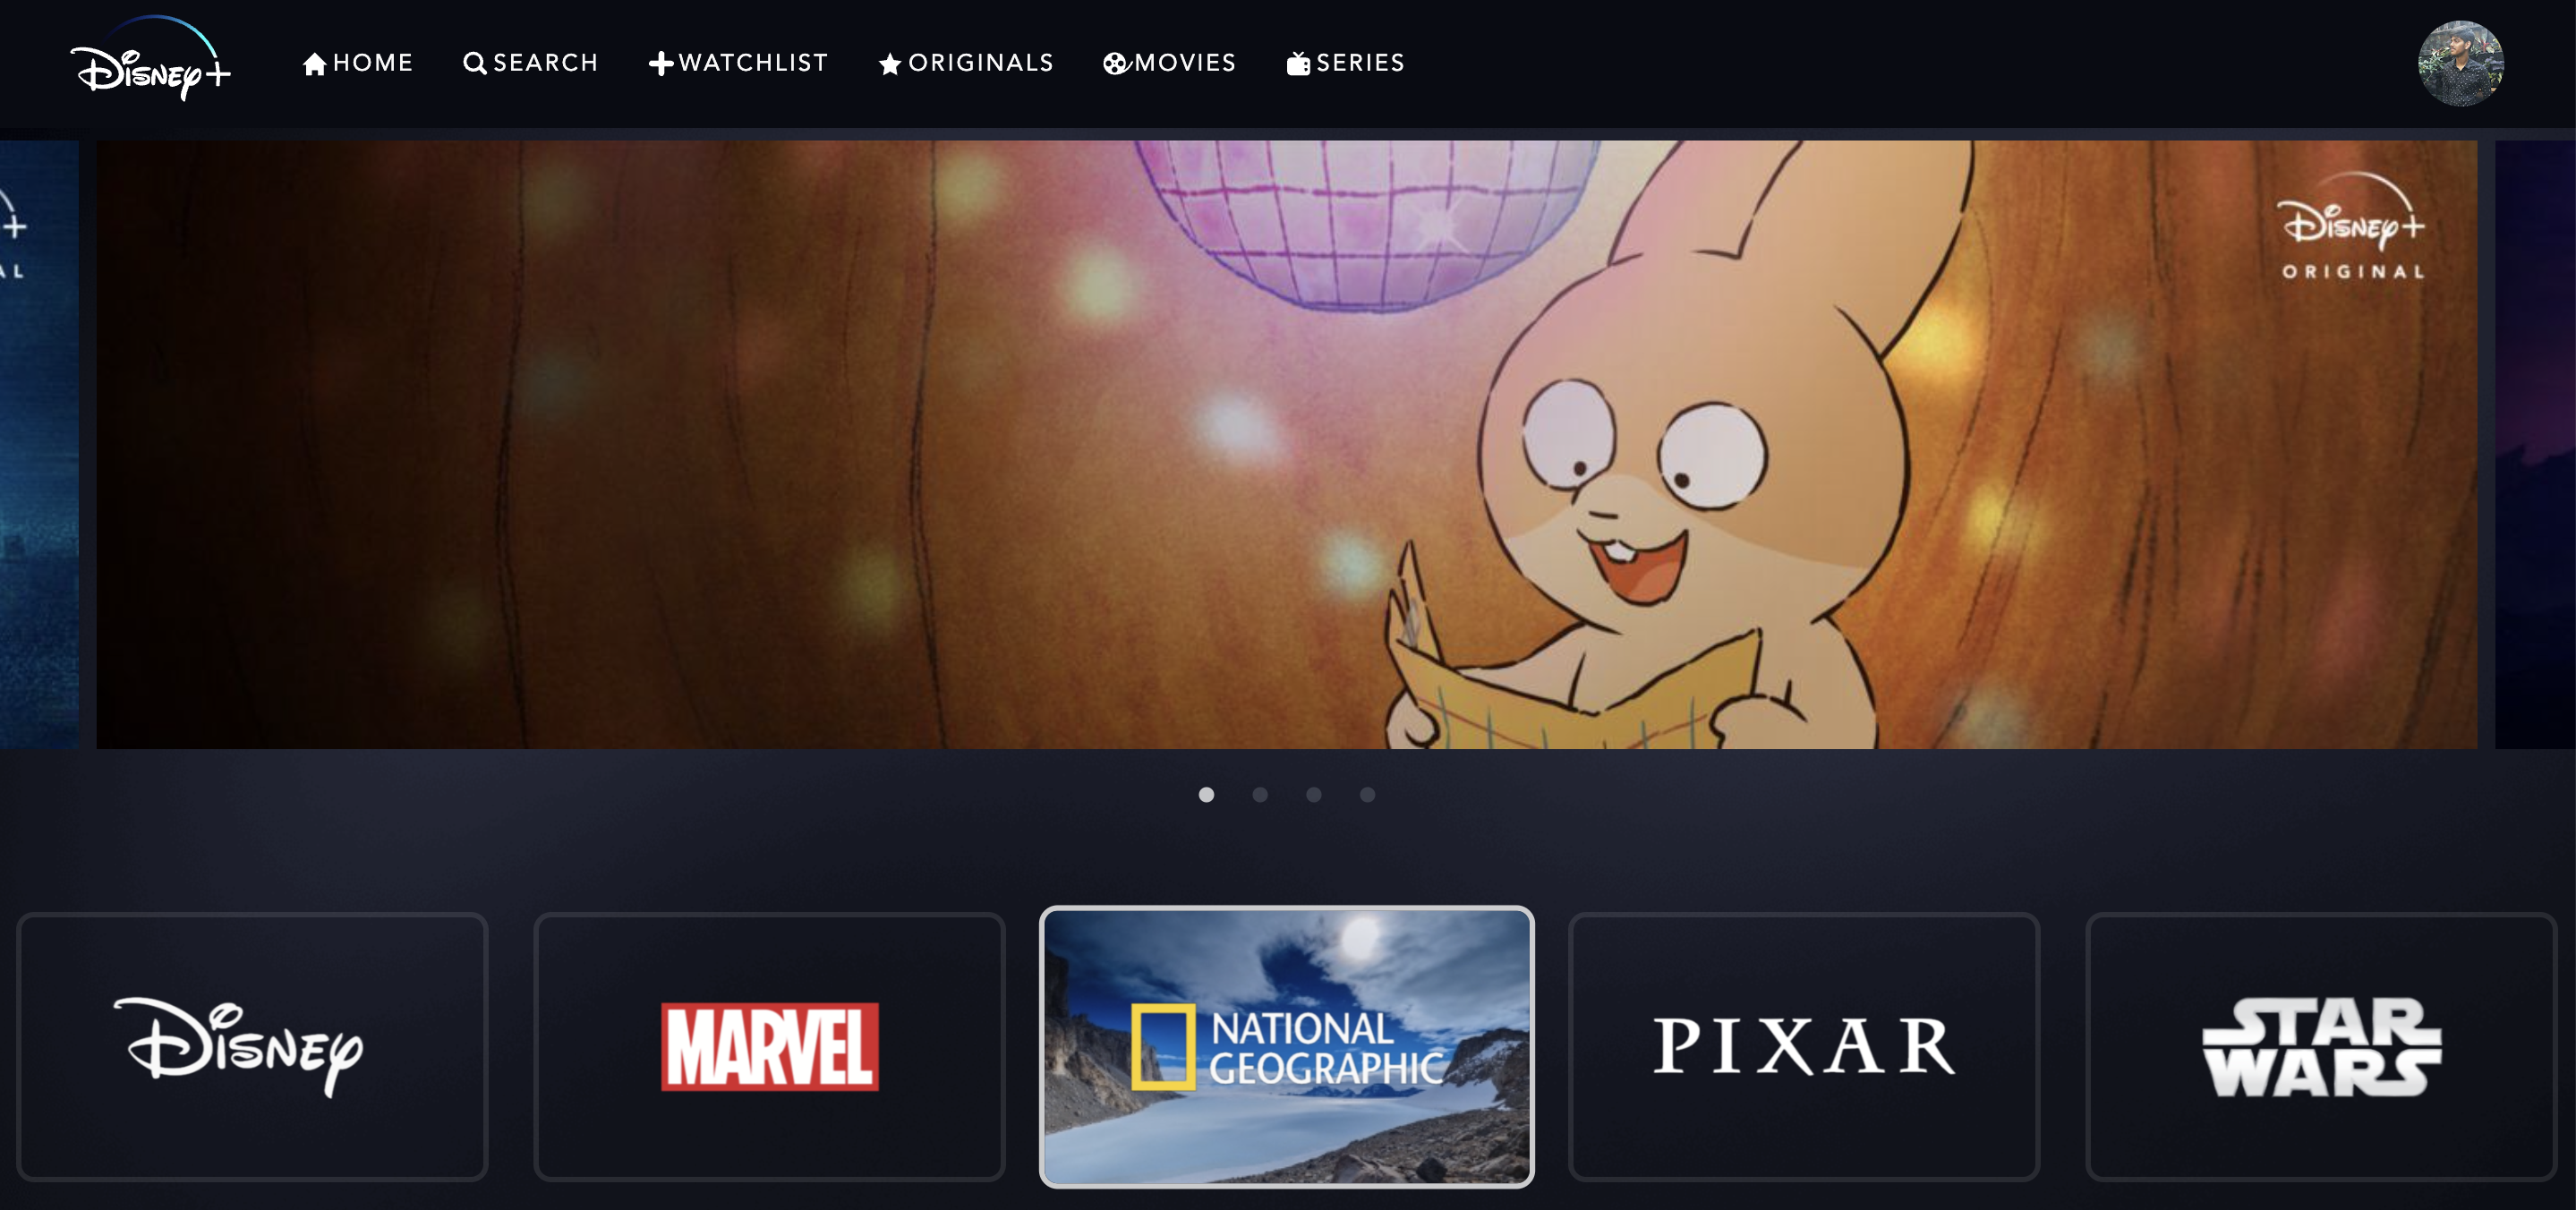 Disney+
HOME
SEARCH
WATCHLIST
ORIGINALS
MOVIES
SERIES
+
AL
Disney+
ORIGINAL
Disney
MARVEL
NATIONAL
GEOGRAPHIC
PIXAR
STAR
WARS